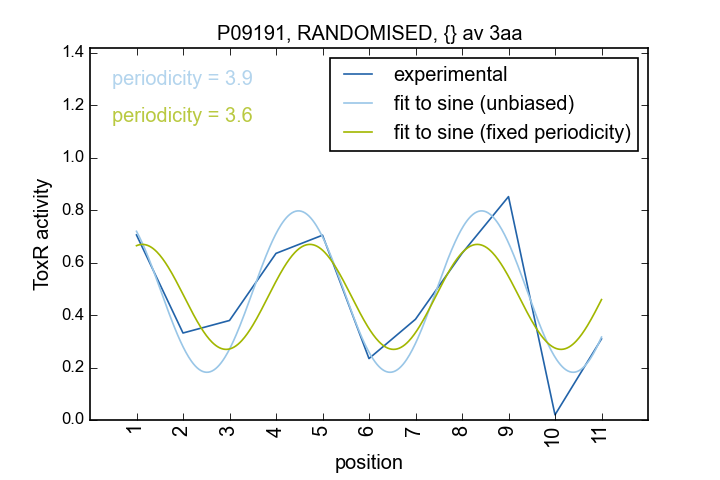 P09191, RANDOMISED, {} av 3aa
periodicity = 3.9
periodicity = 3.6
experimental
fit to sine (unbiased)
fit to sine (fixed periodicity)
ToxR activity
1.4
1.2
1.0
0.8
0.6
0.4
0.2
0.0
1 2 3 4 5 6 7 8 9 10 11
position